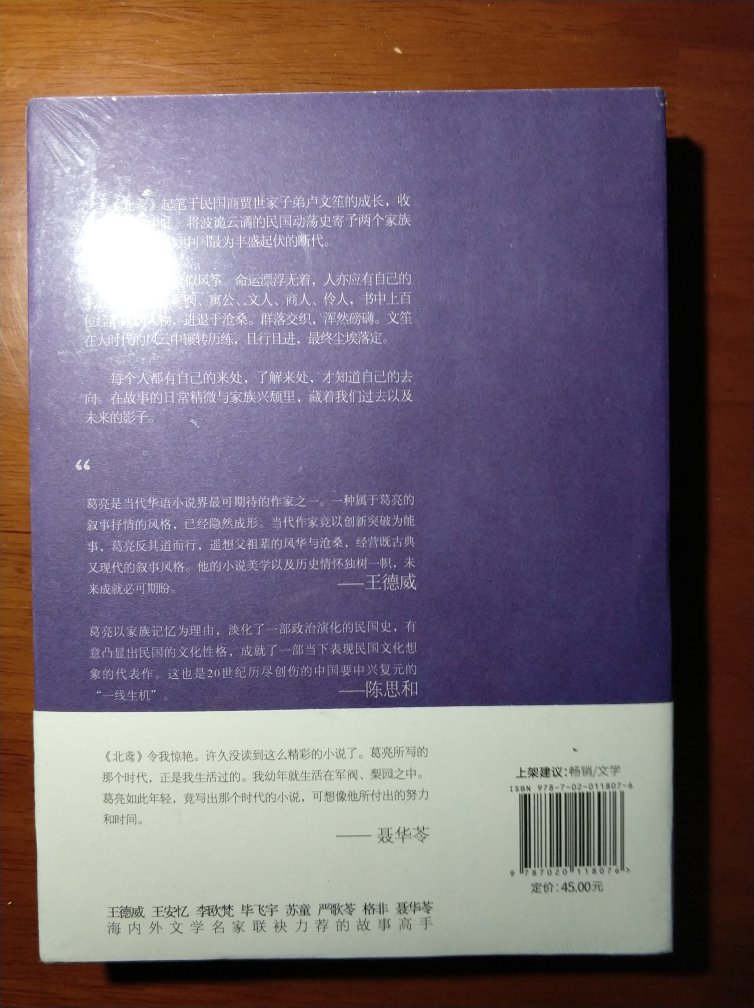 《北鸢》起笔于民国商贾世家子弟卢文笙的成长，收
将波诡云谲的民国动荡史寄予两个家族
中国最为丰盛起伏的断代。
似风筝。命运漂浮无着，人亦应有自己的
寓公、文人、商人、伶人，书中上百
进退于沧桑。群落交织，浑然磅礴。文笙
在大时代的风云中辗转历练，且行且进，最终尘埃落定。
每个人都有自己的来处，了解来处，才知道自己的去
向。在故事的日常精微与家族兴颓里，藏着我们过去以及
未来的影子。
“
葛亮是当代华语小说界最可期待的作家之一。一种属于葛亮的
叙事抒情的风格，已经隐然成形。当代作家竞以创新突破为能
事，葛亮反其道而行，遥想父祖辈的风华与沧桑，经营既古典
又现代的叙事风格。他的小说美学以及历史情怀独树一帜，未
来成就必可期盼。
——王德威
葛亮以家族记忆为理由，淡化了一部政治演化的民国史，有
意凸显出民国的文化性格，成就了一部当下表现民国文化想
象的代表作。这也是20世纪历尽创伤的中国要中兴复元的
“一线生机”。
——陈思和
《北鸢》令我惊艳。许久没读到这么精彩的小说了。葛亮所写的
那个时代，正是我生活过的。我幼年就生活在军阀、梨园之中。
葛亮如此年轻，竟写出那个时代的小说，可想像他所付出的努力
和时间。
—— 聂华苓
上架建议：畅销/文学
ISBN 978-7-02-011807-6
9 787020 118076 >
定价：45.00元
王德威 王安忆 李欧梵 毕飞宇 苏童 严歌苓 格非 聂华苓
海内外文学名家联袂力荐的故事高手